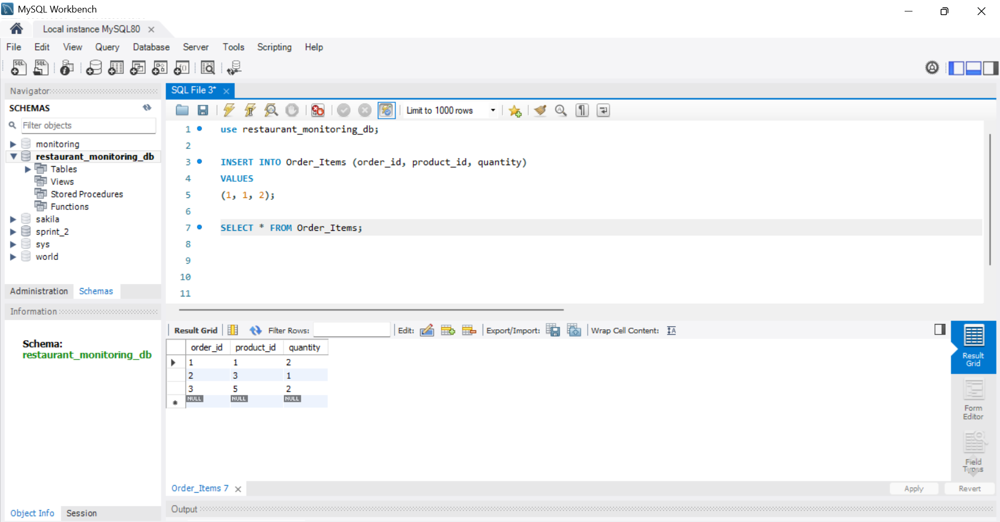 MySQL Workbench
Local instance MySQL80
File Edit View Query Database Server Tools Scripting Help
Navigator
SCHEMAS
Filter objects
monitoring
restaurant_monitoring_db
Tables
Views
Stored Procedures
Functions
sakila
sprint_2
sys
world
Administration Schemas
Information
Schema:
restaurant_monitoring_db
Object Info Session
SQL File 3*
Limit to 1000 rows
1 use restaurant_monitoring_db;
2
3 INSERT INTO Order_Items (order_id, product_id, quantity)
4 VALUES
5 (1, 1, 2);
6
7 SELECT * FROM Order_Items;
8
9
10
11
Result Grid Filter Rows: Edit: Export/Import: Wrap Cell Content:
order_id product_id quantity
1 1 2
2 3 1
3 5 2
NULL NULL NULL
Result
Grid
Form
Editor
Field
Types
Order_Items 7
Apply Revert
Output